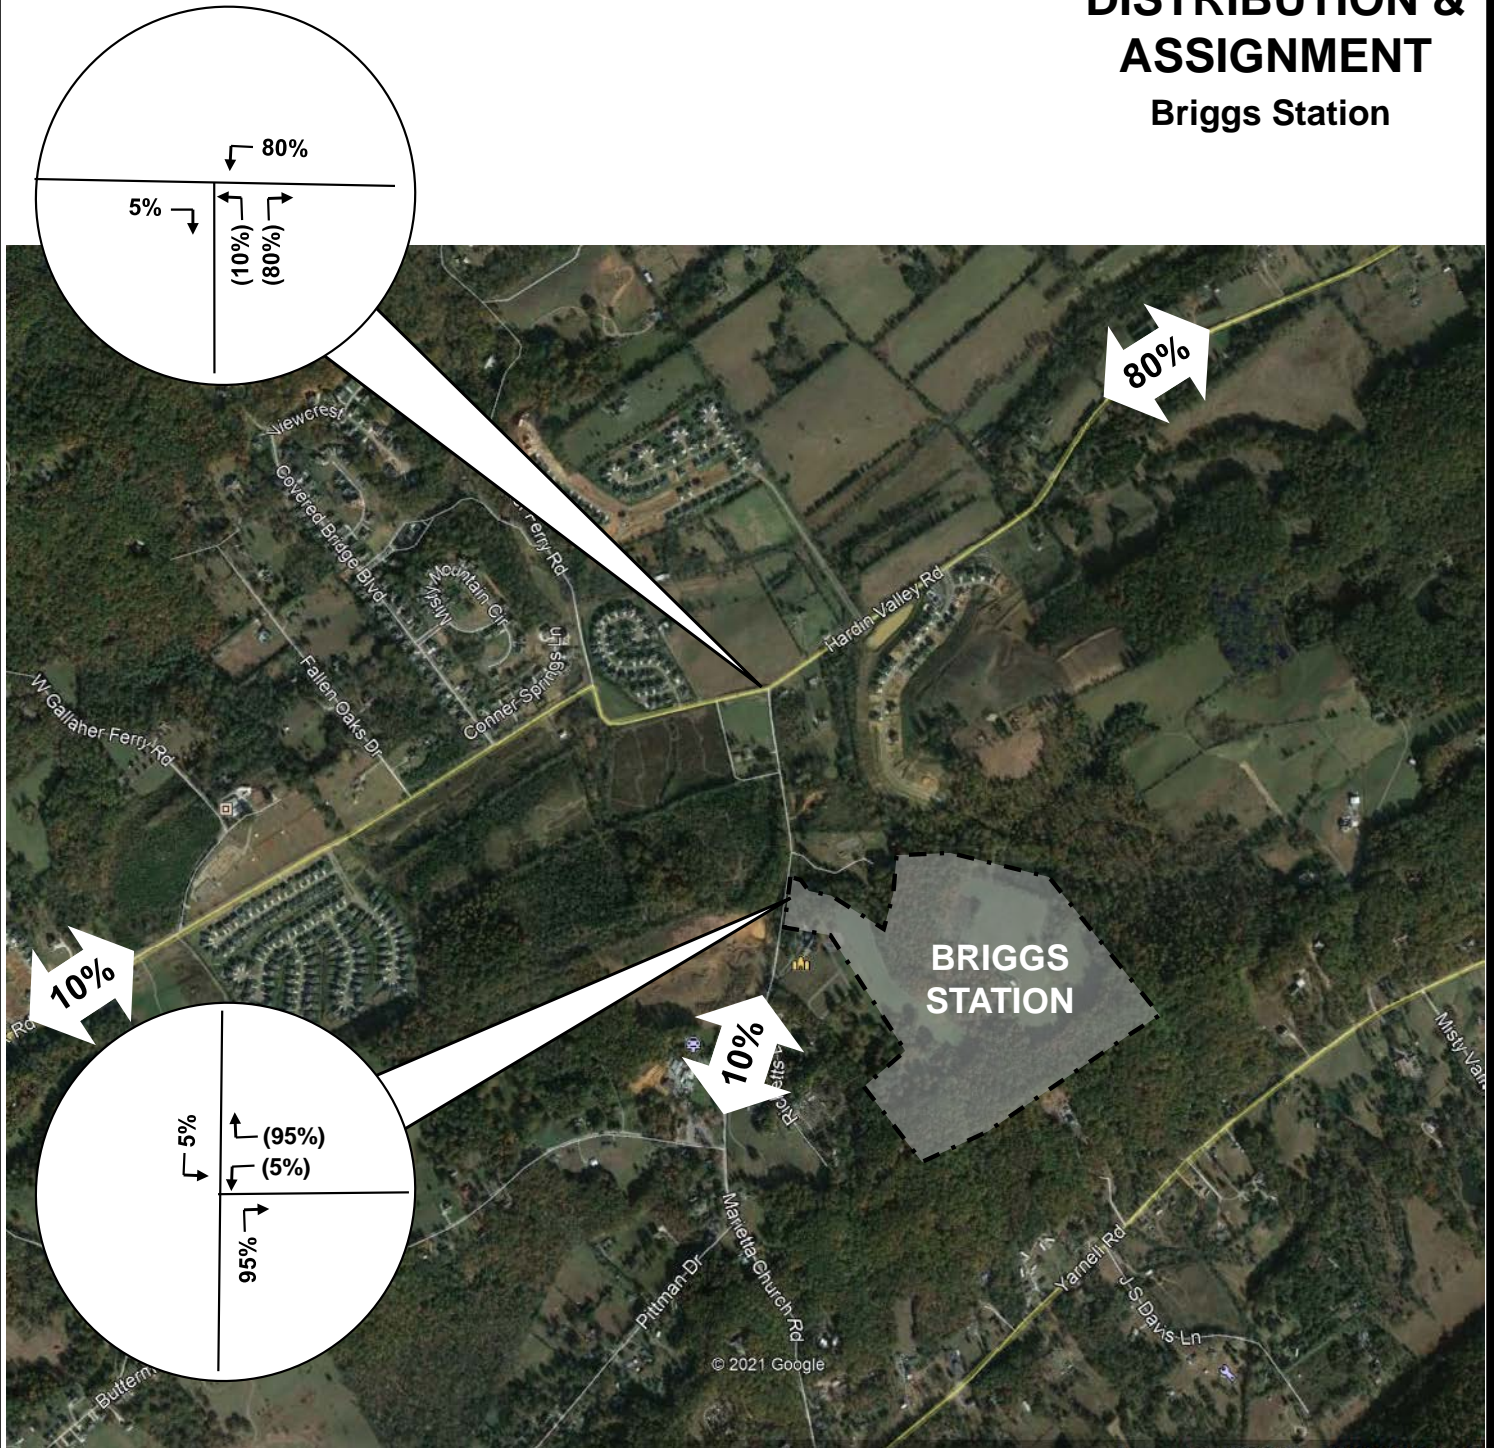 DISTRIBUTION &
ASSIGNMENT
Briggs Station
80%
5%
(10%)
(80%)
80%
Viewcrest
Covered Bridge Blvd
Ferry Rd
Misty Mountain Cir
Conner Springs Ln
Fallen Oaks Dr
W Gallaher Ferry Rd
Hardin Valley Rd
BRIGGS
STATION
10%
Rd
10%
5%
(95%)
(5%)
95%
Marietta Church Rd
Pittman Dr
Yarnell Rd
J S Davis Ln
© 2021 Google